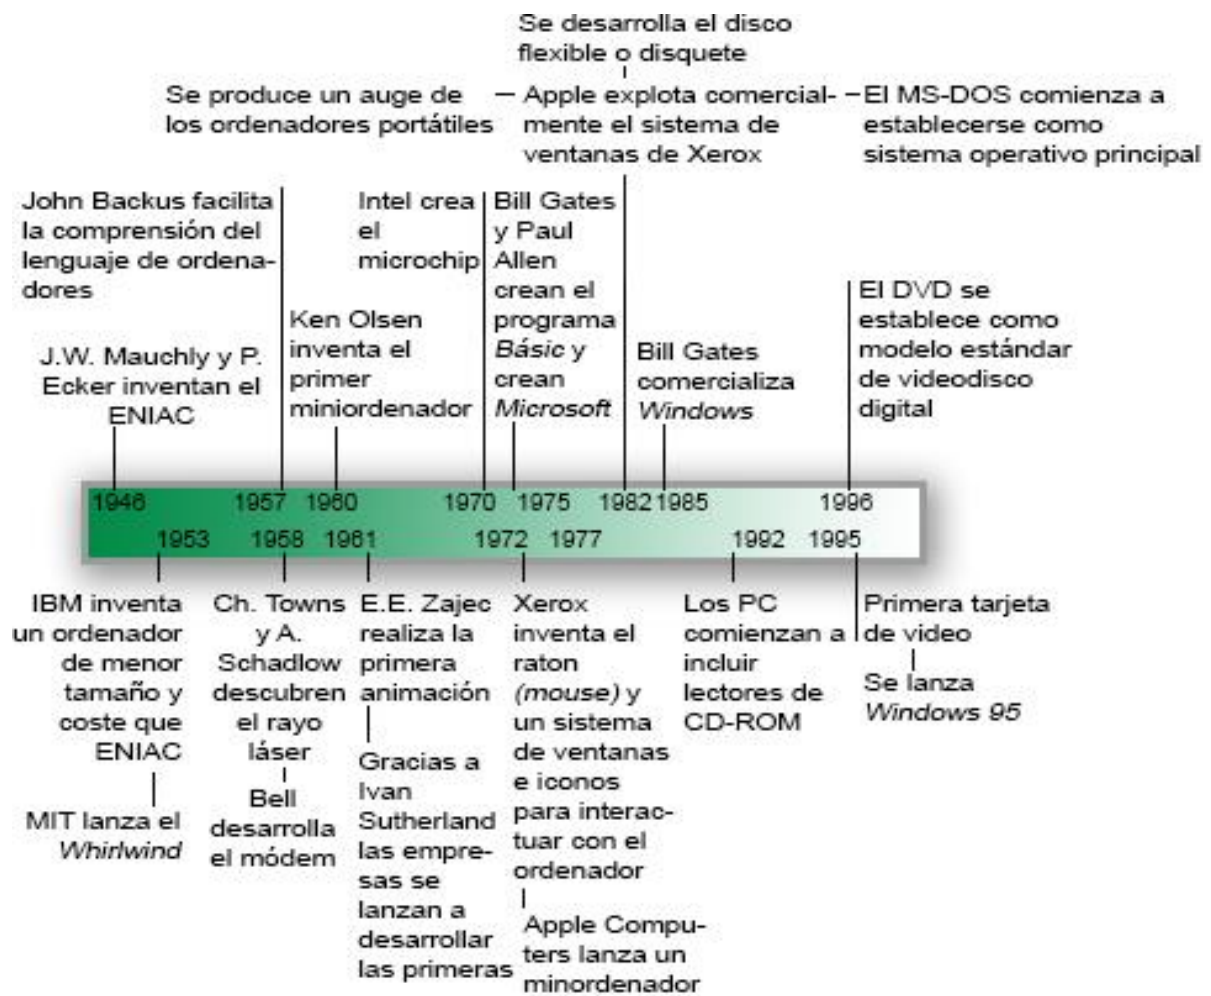 Se desarrolla el disco
flexible o disquete
Se produce un auge de
los ordenadores portátiles
Apple explota comercial-
mente el sistema de
ventanas de Xerox
El MS-DOS comienza a
establecerse como
sistema operativo principal
John Backus facilita
la comprensión del
lenguaje de ordena-
dores
Intel crea
el
microchip
Bill Gates
y Paul
Allen
crean el
programa
Básic y
crean
Microsoft
El DVD se
establece como
modelo estándar
de videodisco
digital
Ken Olsen
inventa el
primer
miniordenador
J.W. Mauchly y P.
Ecker inventan el
ENIAC
Bill Gates
comercializa
Windows
1946 1957 1960 1970 1975 1982 1985 1996
1953 1958 1961 1972 1977 1992 1995
IBM inventa
un ordenador
de menor
tamaño y
coste que
ENIAC
MIT lanza el
Whirlwind
Ch. Towns
y A.
Schadlow
descubren
el rayo
láser
Bell
desarrolla
el módem
E.E. Zajec
realiza la
primera
animación
Gracias a
Ivan
Sutherland
las empre-
sas se
lanzan a
desarrollar
las primeras
Xerox
inventa el
raton
(mouse) y
un sistema
de ventanas
e iconos
para interac-
tuar con el
ordenador
Apple Compu-
ters lanza un
minordenador
Los PC
comienzan a
incluir
lectores de
CD-ROM
Primera tarjeta
de video
Se lanza
Windows 95